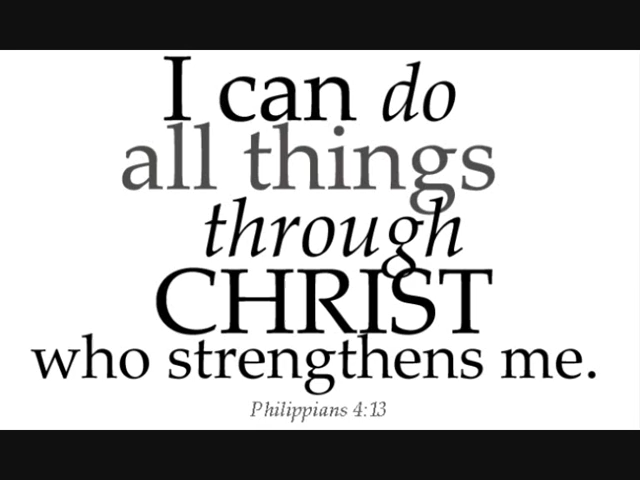 I can do
all things
through
CHRIST
who strengthens me.
Philippians 4:13